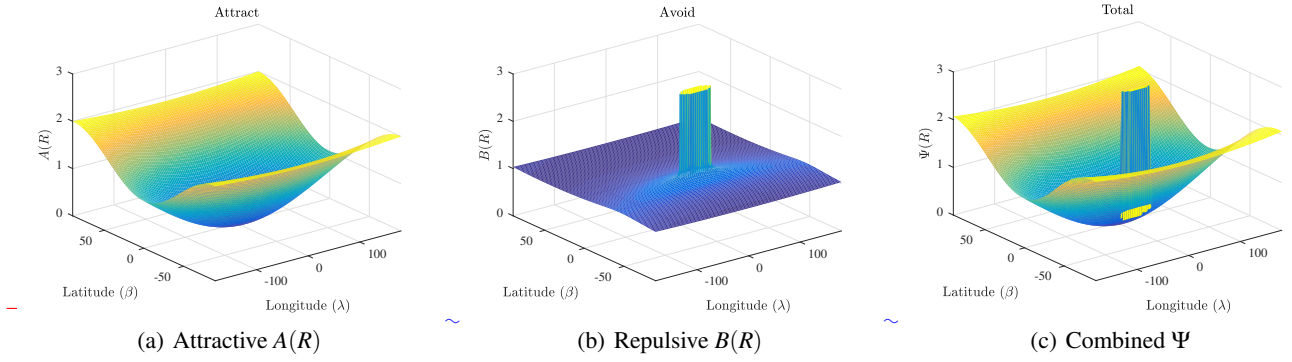 Attract
3
2
1
0
A(R)
50
0
-50
Latitude (β)
-100
0
100
Longitude (λ)
(a) Attractive A(R)
Avoid
3
2
1
0
B(R)
50
0
-50
Latitude (β)
-100
0
100
Longitude (λ)
(b) Repulsive B(R)
Total
3
2
1
0
Ψ(R)
50
0
-50
Latitude (β)
-100
0
100
Longitude (λ)
(c) Combined Ψ